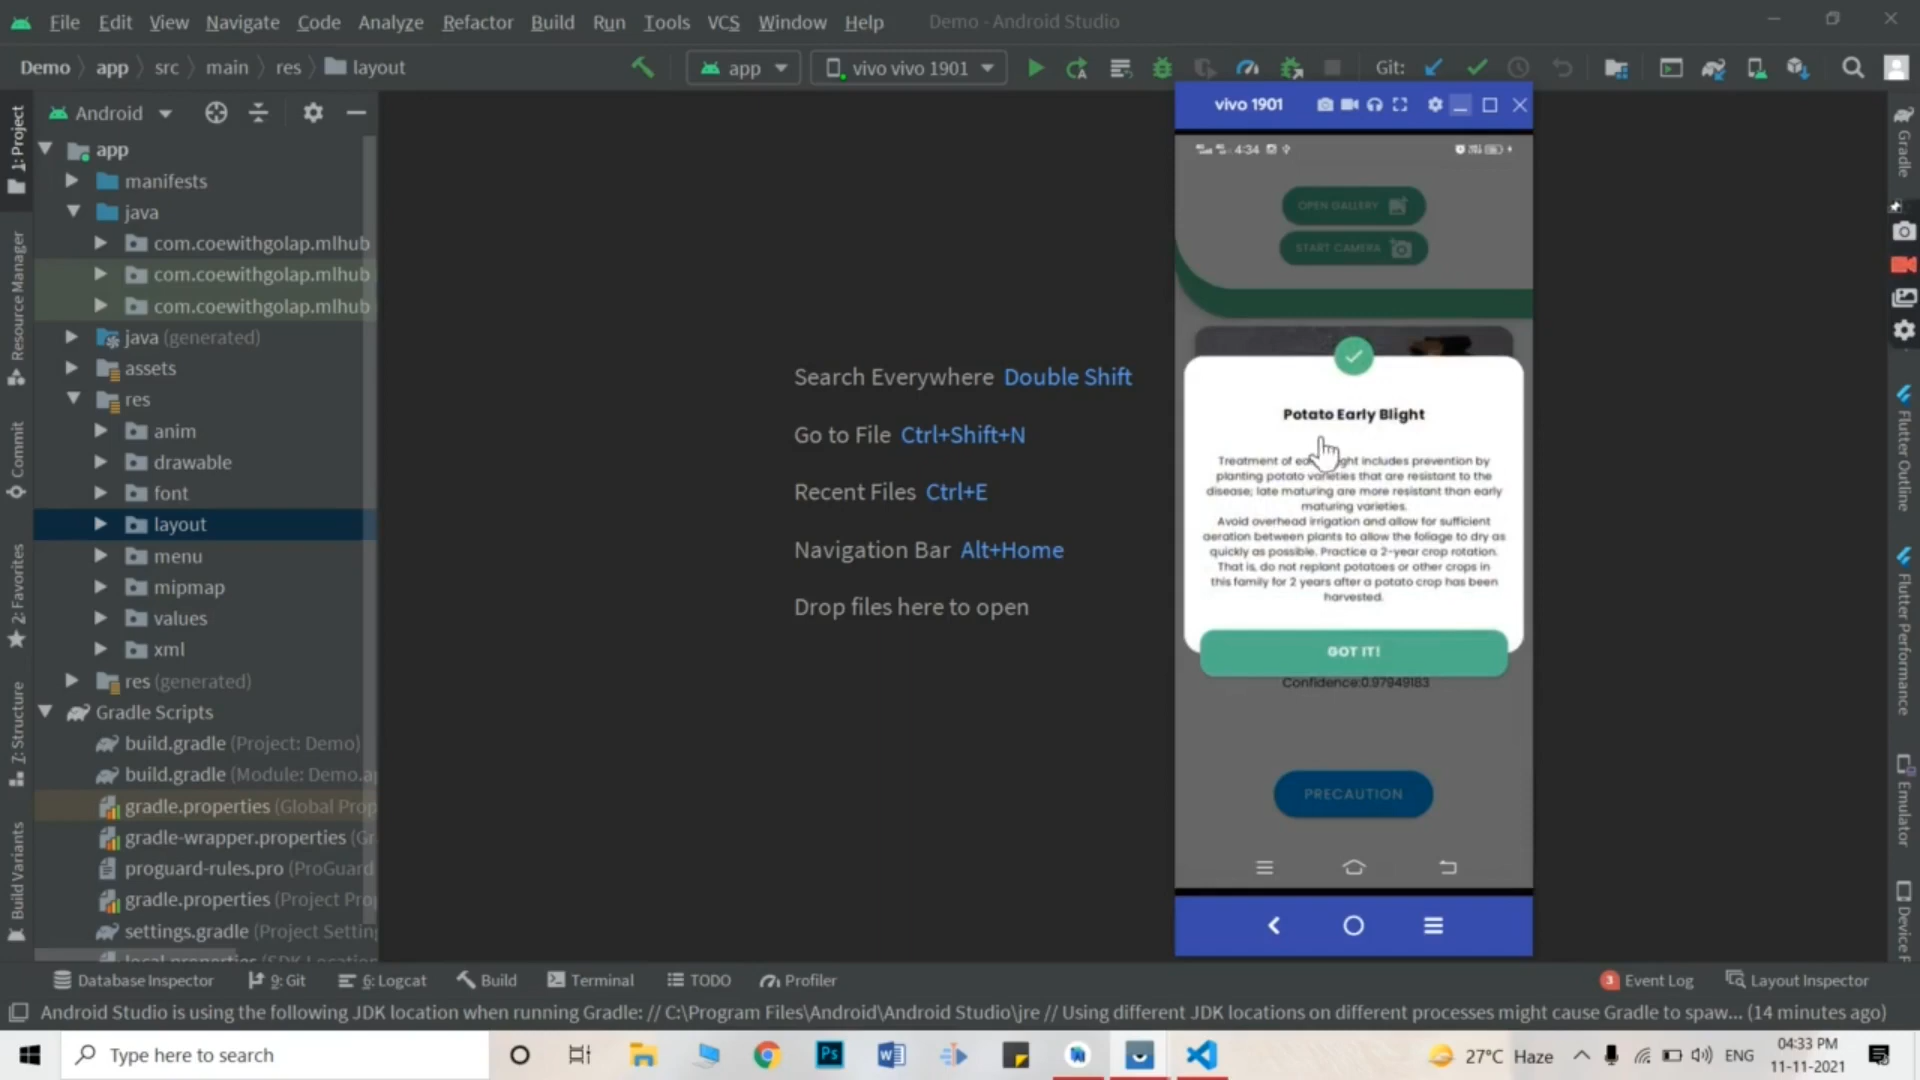 File Edit View Navigate Code Analyze Refactor Build Run Tools VCS Window Help Demo - Android Studio
Demo app src main res layout
app
vivo vivo 1901
Git:
Android
1: Project
Resource Manager
Commit
2: Favorites
7: Structure
Build Variants
app
manifests
java
com.coewithgolap.mlhub
com.coewithgolap.mlhub
com.coewithgolap.mlhub
java (generated)
assets
res
anim
drawable
font
layout
menu
mipmap
values
xml
res (generated)
Gradle Scripts
build.gradle (Project: Demo)
build.gradle (Module: Demo.a
gradle.properties (Global Prop
gradle-wrapper.properties (Gr
proguard-rules.pro (ProGuard
gradle.properties (Project Prop
settings.gradle (Project Settin
Search Everywhere Double Shift
Go to File Ctrl+Shift+N
Recent Files Ctrl+E
Navigation Bar Alt+Home
Drop files here to open
vivo 1901
4:34
OPEN GALLERY
START CAMERA
Potato Early Blight
Treatment of includes prevention by
planting potato varieties that are resistant to the
disease; late maturing are more resistant than early
maturing varieties.
Avoid overhead irrigation and allow for sufficient
aeration between plants to allow the foliage to dry as
quickly as possible. Practice a 2-year crop rotation.
That is, do not replant potatoes or other crops in
this family for 2 years after a potato crop has been
harvested.
GOT IT!
Confidence:0.97949183
PRECAUTION
Gradle
Flutter Outline
Flutter Performance
Emulator
Device F
Database Inspector 9: Git 6: Logcat Build Terminal TODO Profiler
3 Event Log Layout Inspector
Android Studio is using the following JDK location when running Gradle: // C:\Program Files\Android\Android Studio\jre // Using different JDK locations on different processes might cause Gradle to spaw... (14 minutes ago)
Type here to search
Ps
27°C Haze
ENG
04:33 PM
11-11-2021